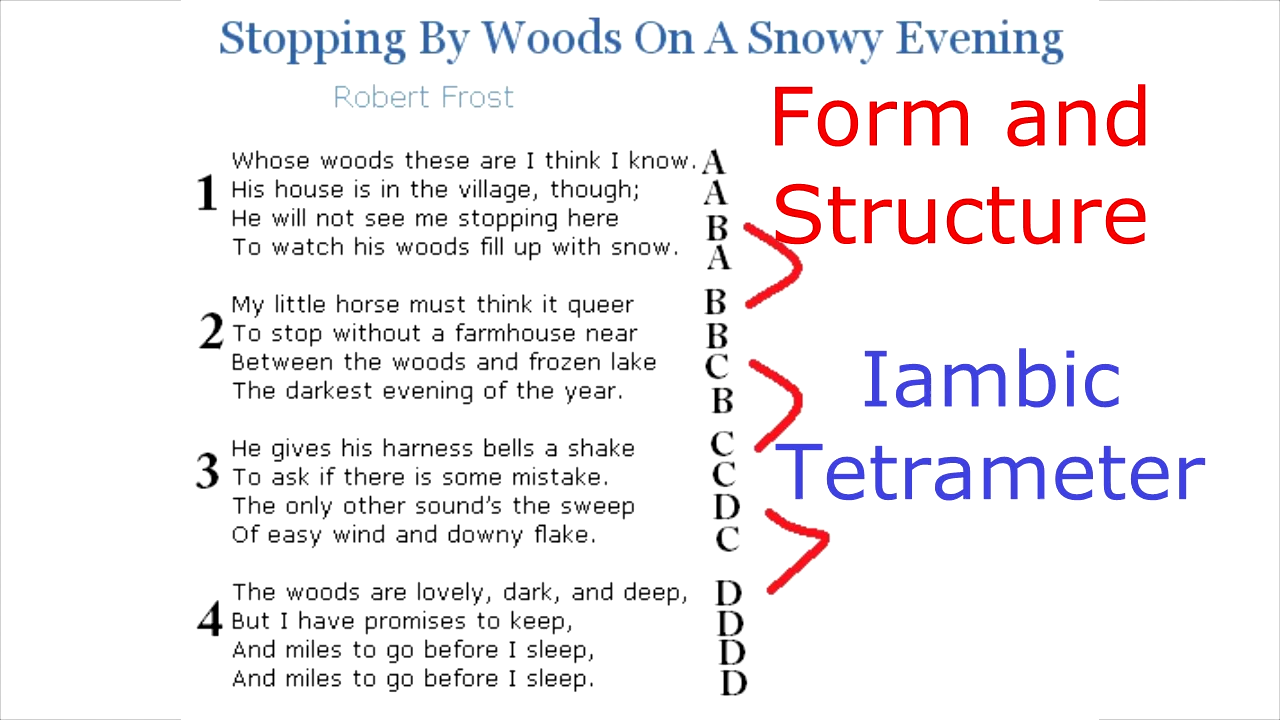 Stopping By Woods On A Snowy Evening
Robert Frost
Form and
Structure
Iambic
Tetrameter
1
Whose woods these are I think I know. A
His house is in the village, though; A
He will not see me stopping here B
To watch his woods fill up with snow. A
2
My little horse must think it queer B
To stop without a farmhouse near B
Between the woods and frozen lake C
The darkest evening of the year. B
3
He gives his harness bells a shake C
To ask if there is some mistake. C
The only other sound’s the sweep D
Of easy wind and downy flake. C
4
The woods are lovely, dark, and deep, D
But I have promises to keep, D
And miles to go before I sleep, D
And miles to go before I sleep. D